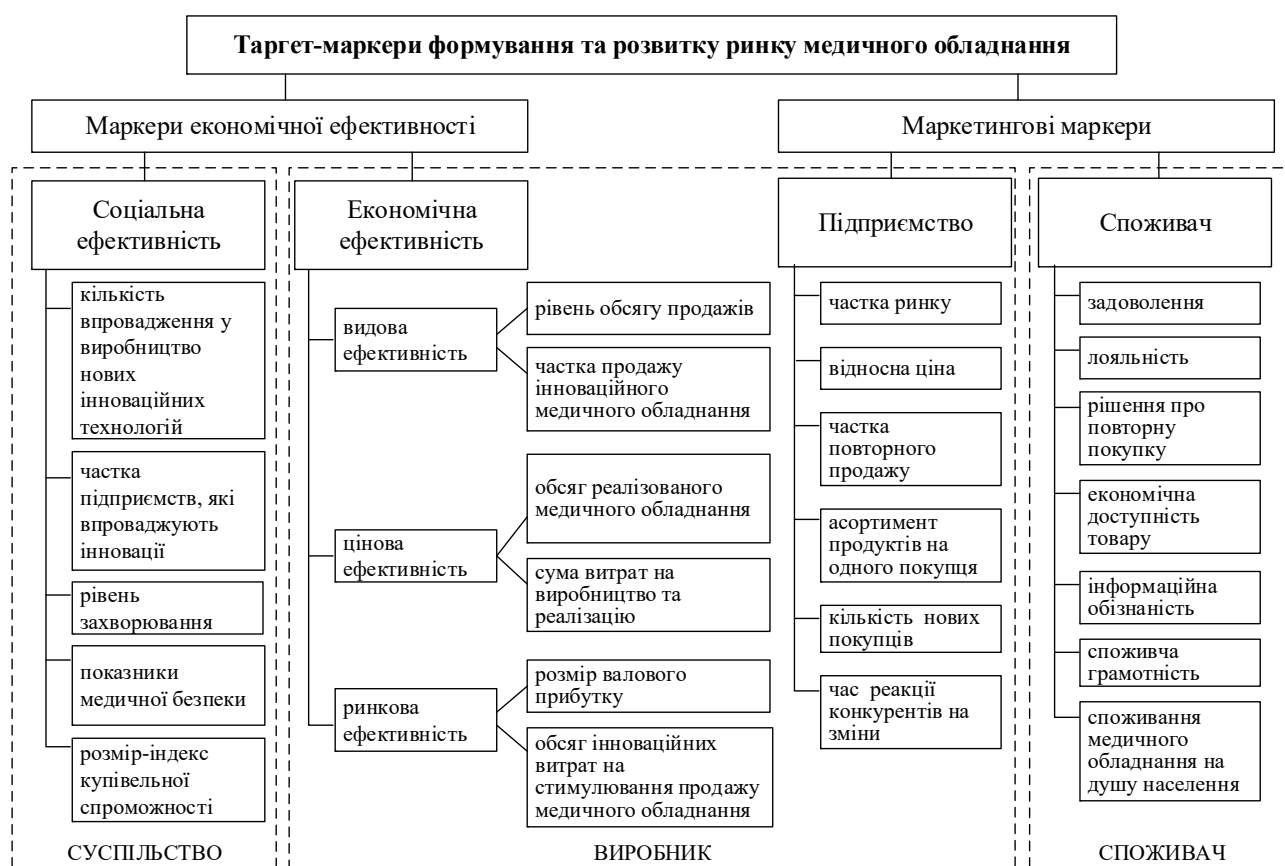 Таргет-маркери формування та розвитку ринку медичного обладнання
Маркери економічної ефективності
Маркетингові маркери
Соціальна
ефективність
Економічна
ефективність
Підприємство
Споживач
кількість
впровадження у
виробництво
нових
інноваційних
технологій
частка
підприємств, які
впроваджують
інновації
рівень
захворювання
показники
медичної безпеки
розмір-індекс
купівельної
спроможності
видова
ефективність
рівень обсягу продажів
частка продажу
інноваційного
медичного обладнання
цінова
ефективність
обсяг реалізованого
медичного обладнання
сума витрат на
виробництво та
реалізацію
ринкова
ефективність
розмір валового
прибутку
обсяг інноваційних
витрат на
стимулювання продажу
медичного обладнання
частка ринку
відносна ціна
частка
повторного
продажу
асортимент
продуктів на
одного покупця
кількість нових
покупців
час реакції
конкурентів на
зміни
задоволення
лояльність
рішення про
повторну
покупку
економічна
доступність
товару
інформаційна
обізнаність
споживча
грамотність
споживання
медичного
обладнання на
душу населення
СУСПІЛЬСТВО
ВИРОБНИК
СПОЖИВАЧ